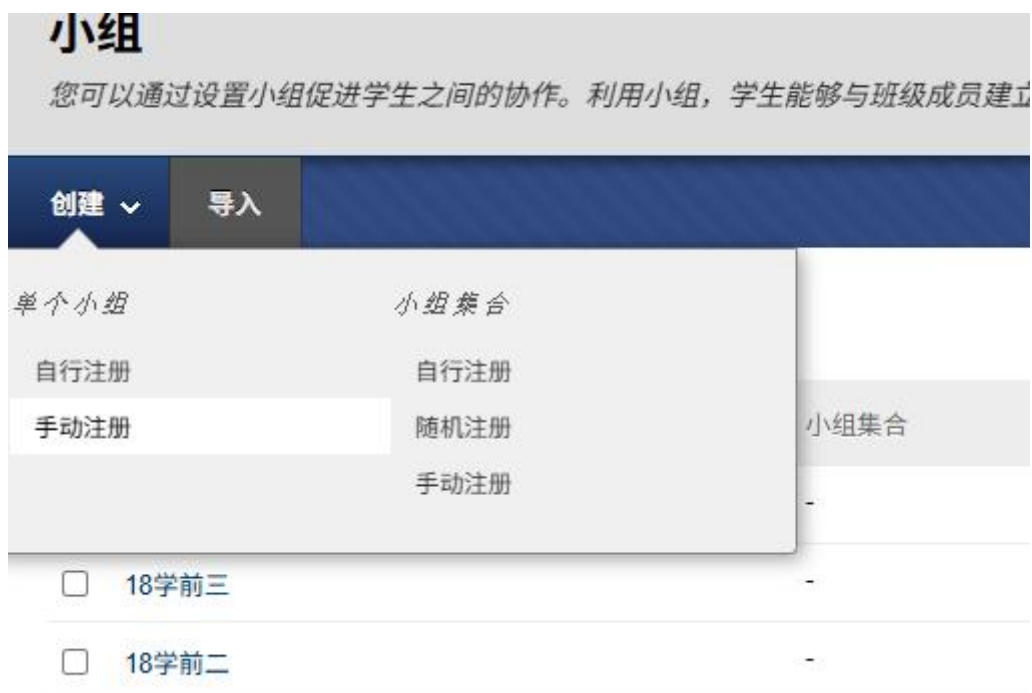 小组
您可以通过设置小组促进学生之间的协作。利用小组，学生能够与班级成员建立
创建 导入
单个小组 小组集合
自行注册 自行注册
手动注册 随机注册 小组集合
手动注册
-
18学前三 -
18学前二 -